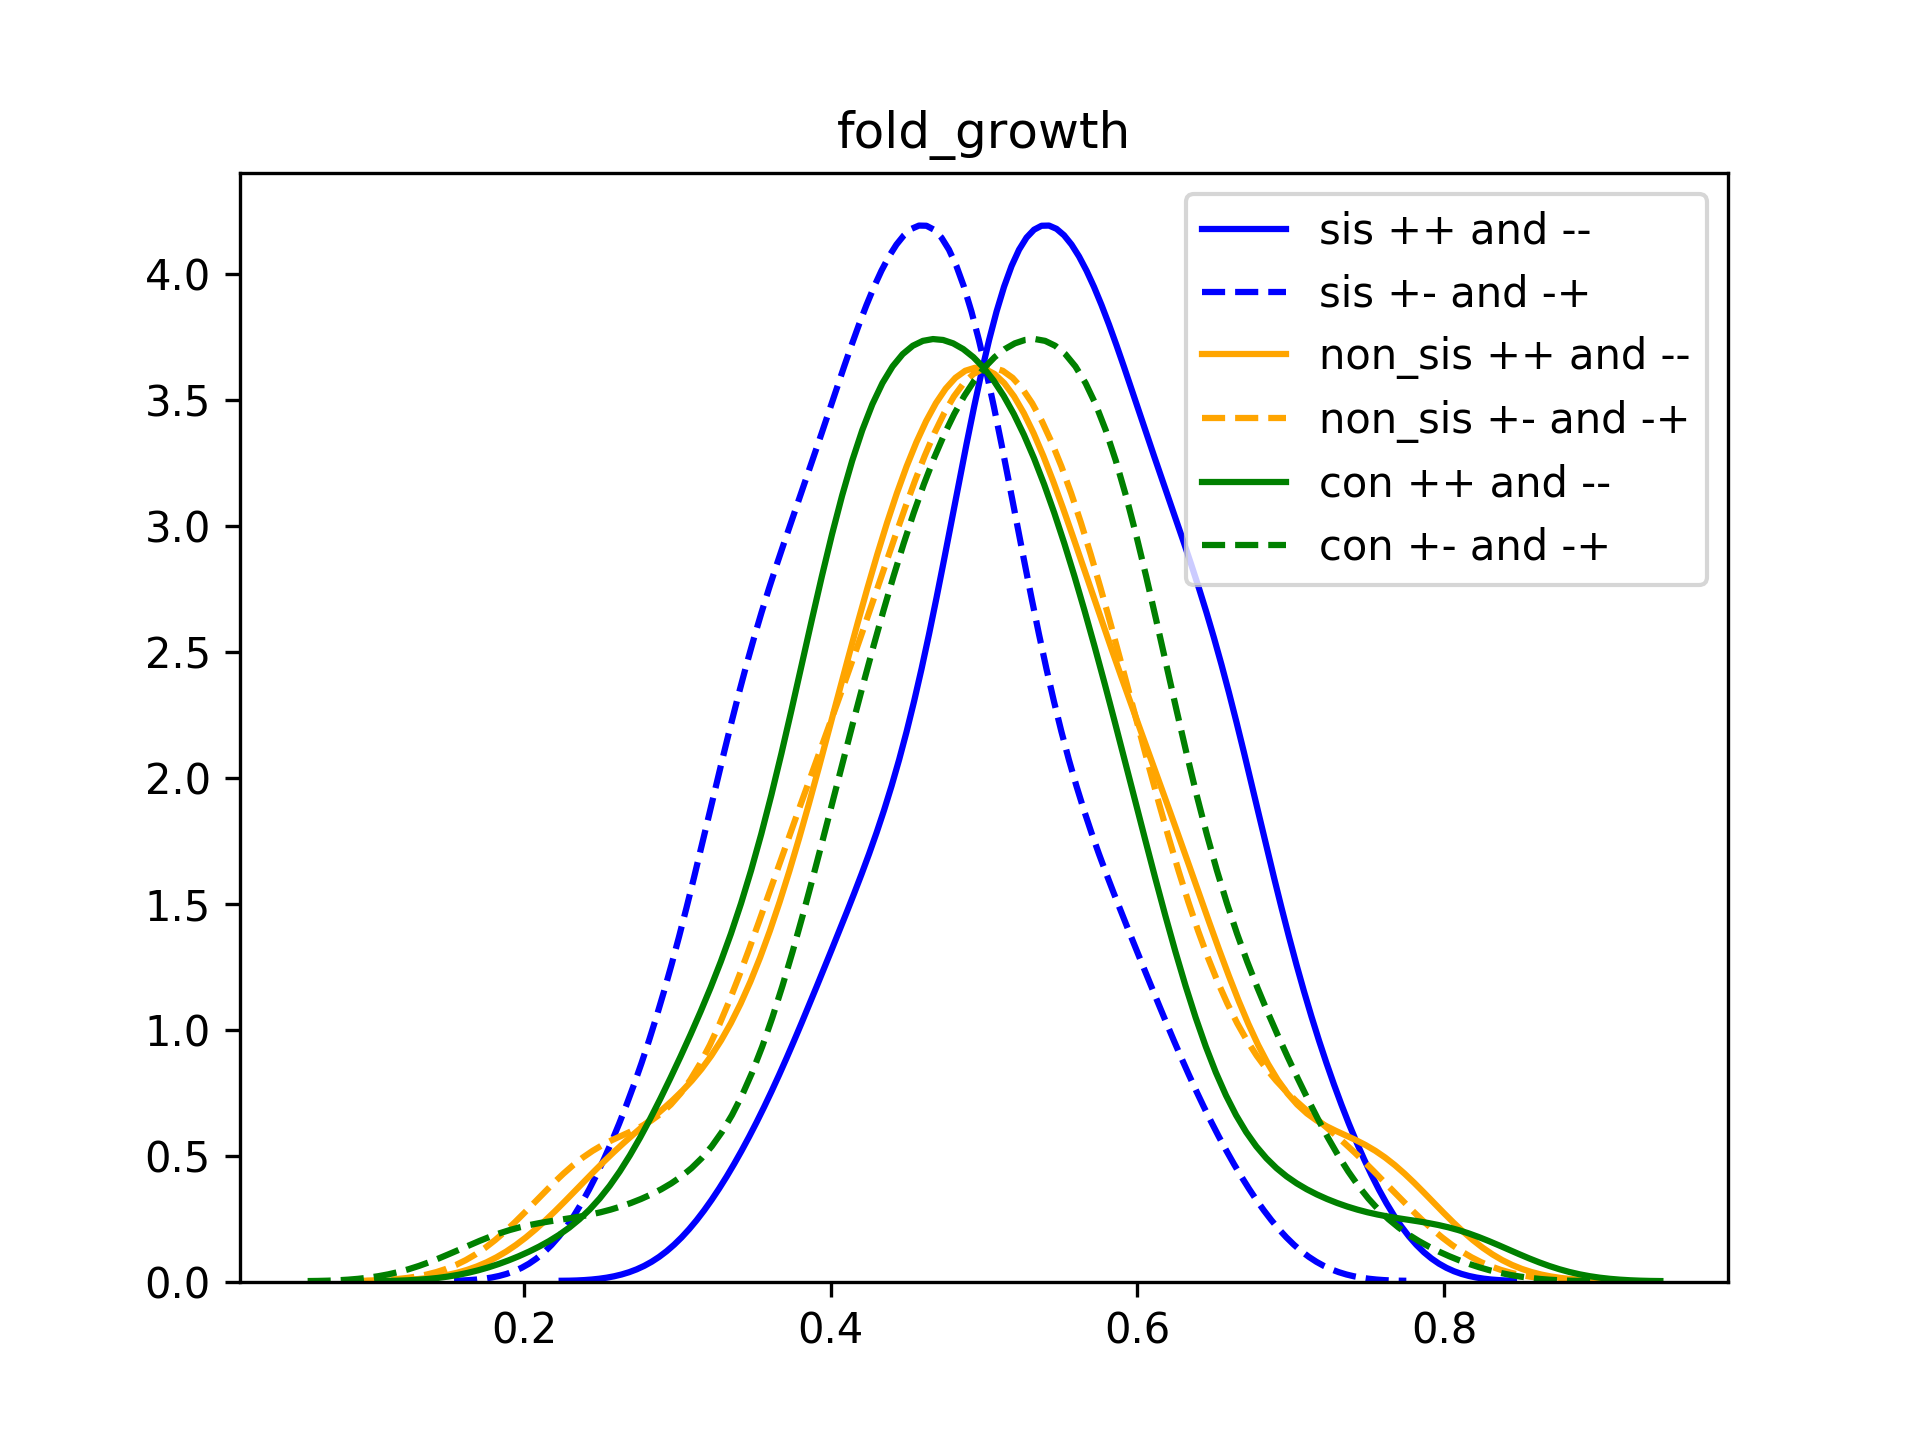 fold_growth
sis ++ and --
sis +- and -+
non_sis ++ and --
non_sis +- and -+
con ++ and --
con +- and -+
4.0
3.5
3.0
2.5
2.0
1.5
1.0
0.5
0.0
0.2 0.4 0.6 0.8